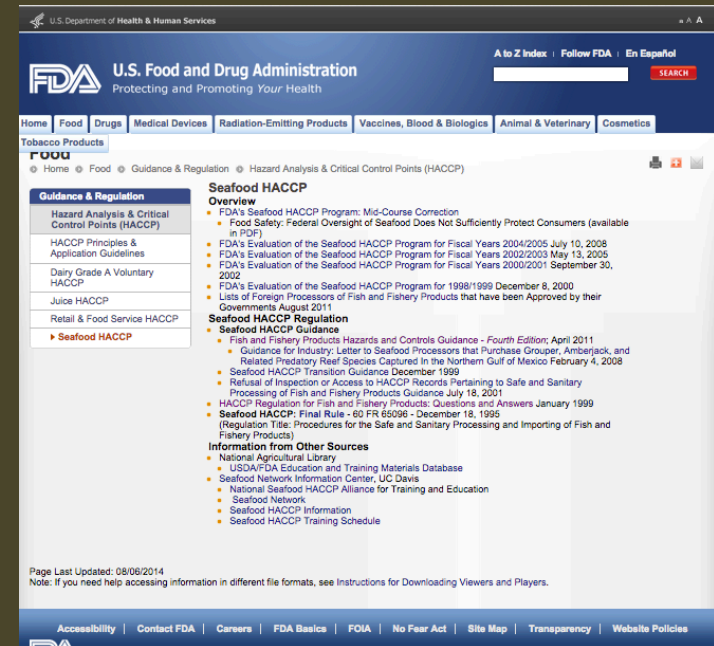 U.S. Department of Health & Human Services
a A A
A to Z Index | Follow FDA | En Español
FDA
U.S. Food and Drug Administration
Protecting and Promoting Your Health
SEARCH
Home Food Drugs Medical Devices Radiation-Emitting Products Vaccines, Blood & Biologics Animal & Veterinary Cosmetics
Tobacco Products
Food
Home Food Guidance & Regulation Hazard Analysis & Critical Control Points (HACCP)
Guidance & Regulation
Hazard Analysis & Critical
Control Points (HACCP)
HACCP Principles &
Application Guidelines
Dairy Grade A Voluntary
HACCP
Juice HACCP
Retail & Food Service HACCP
Seafood HACCP
Seafood HACCP
Overview
FDA's Seafood HACCP Program: Mid-Course Correction
Food Safety: Federal Oversight of Seafood Does Not Sufficiently Protect Consumers (available
in PDF)
FDA's Evaluation of the Seafood HACCP Program for Fiscal Years 2004/2005 July 10, 2008
FDA's Evaluation of the Seafood HACCP Program for Fiscal Years 2002/2003 May 13, 2005
FDA's Evaluation of the Seafood HACCP Program for Fiscal Years 2000/2001 September 30,
2002
FDA's Evaluation of the Seafood HACCP Program for 1998/1999 December 8, 2000
Lists of Foreign Processors of Fish and Fishery Products that have been Approved by their
Governments August 2011
Seafood HACCP Regulation
Seafood HACCP Guidance
Fish and Fishery Products Hazards and Controls Guidance - Fourth Edition; April 2011
Guidance for Industry: Letter to Seafood Processors that Purchase Grouper, Amberjack, and
Related Predatory Reef Species Captured In the Northern Gulf of Mexico February 4, 2008
Seafood HACCP Transition Guidance December 1999
Refusal of Inspection or Access to HACCP Records Pertaining to Safe and Sanitary
Processing of Fish and Fishery Products Guidance July 18, 2001
HACCP Regulation for Fish and Fishery Products: Questions and Answers January 1999
Seafood HACCP: Final Rule - 60 FR 65096 - December 18, 1995
(Regulation Title: Procedures for the Safe and Sanitary Processing and Importing of Fish and
Fishery Products)
Information from Other Sources
National Agricultural Library
USDA/FDA Education and Training Materials Database
Seafood Network Information Center, UC Davis
National Seafood HACCP Alliance for Training and Education
Seafood Network
Seafood HACCP Information
Seafood HACCP Training Schedule
Page Last Updated: 08/06/2014
Note: If you need help accessing information in different file formats, see Instructions for Downloading Viewers and Players.
Accessibility | Contact FDA | Careers | FDA Basics | FOIA | No Fear Act | Site Map | Transparency | Website Policies
FDA